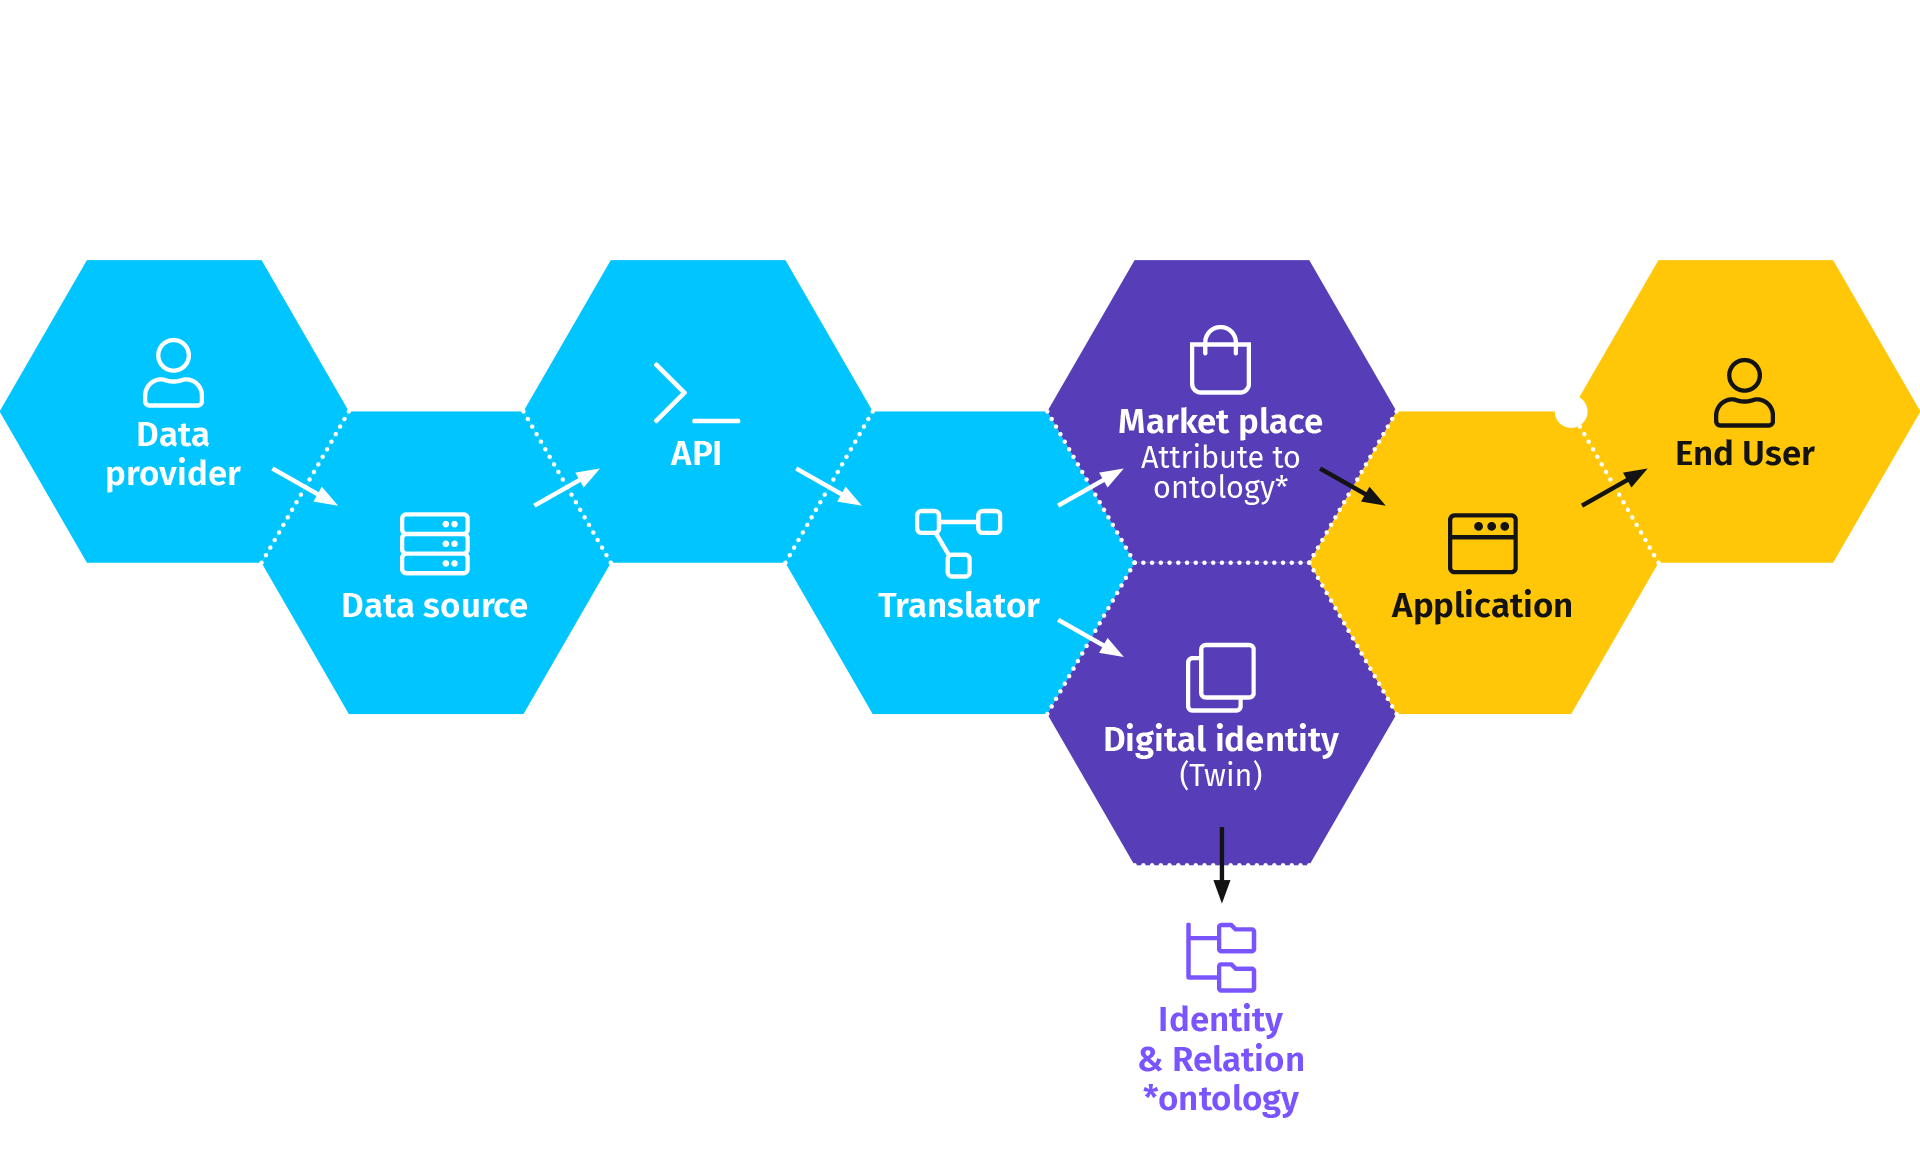 Data
provider
Data source
API
Translator
Market place
Attribute to
ontology*
Digital identity
(Twin)
Application
End User
Identity
& Relation
*ontology